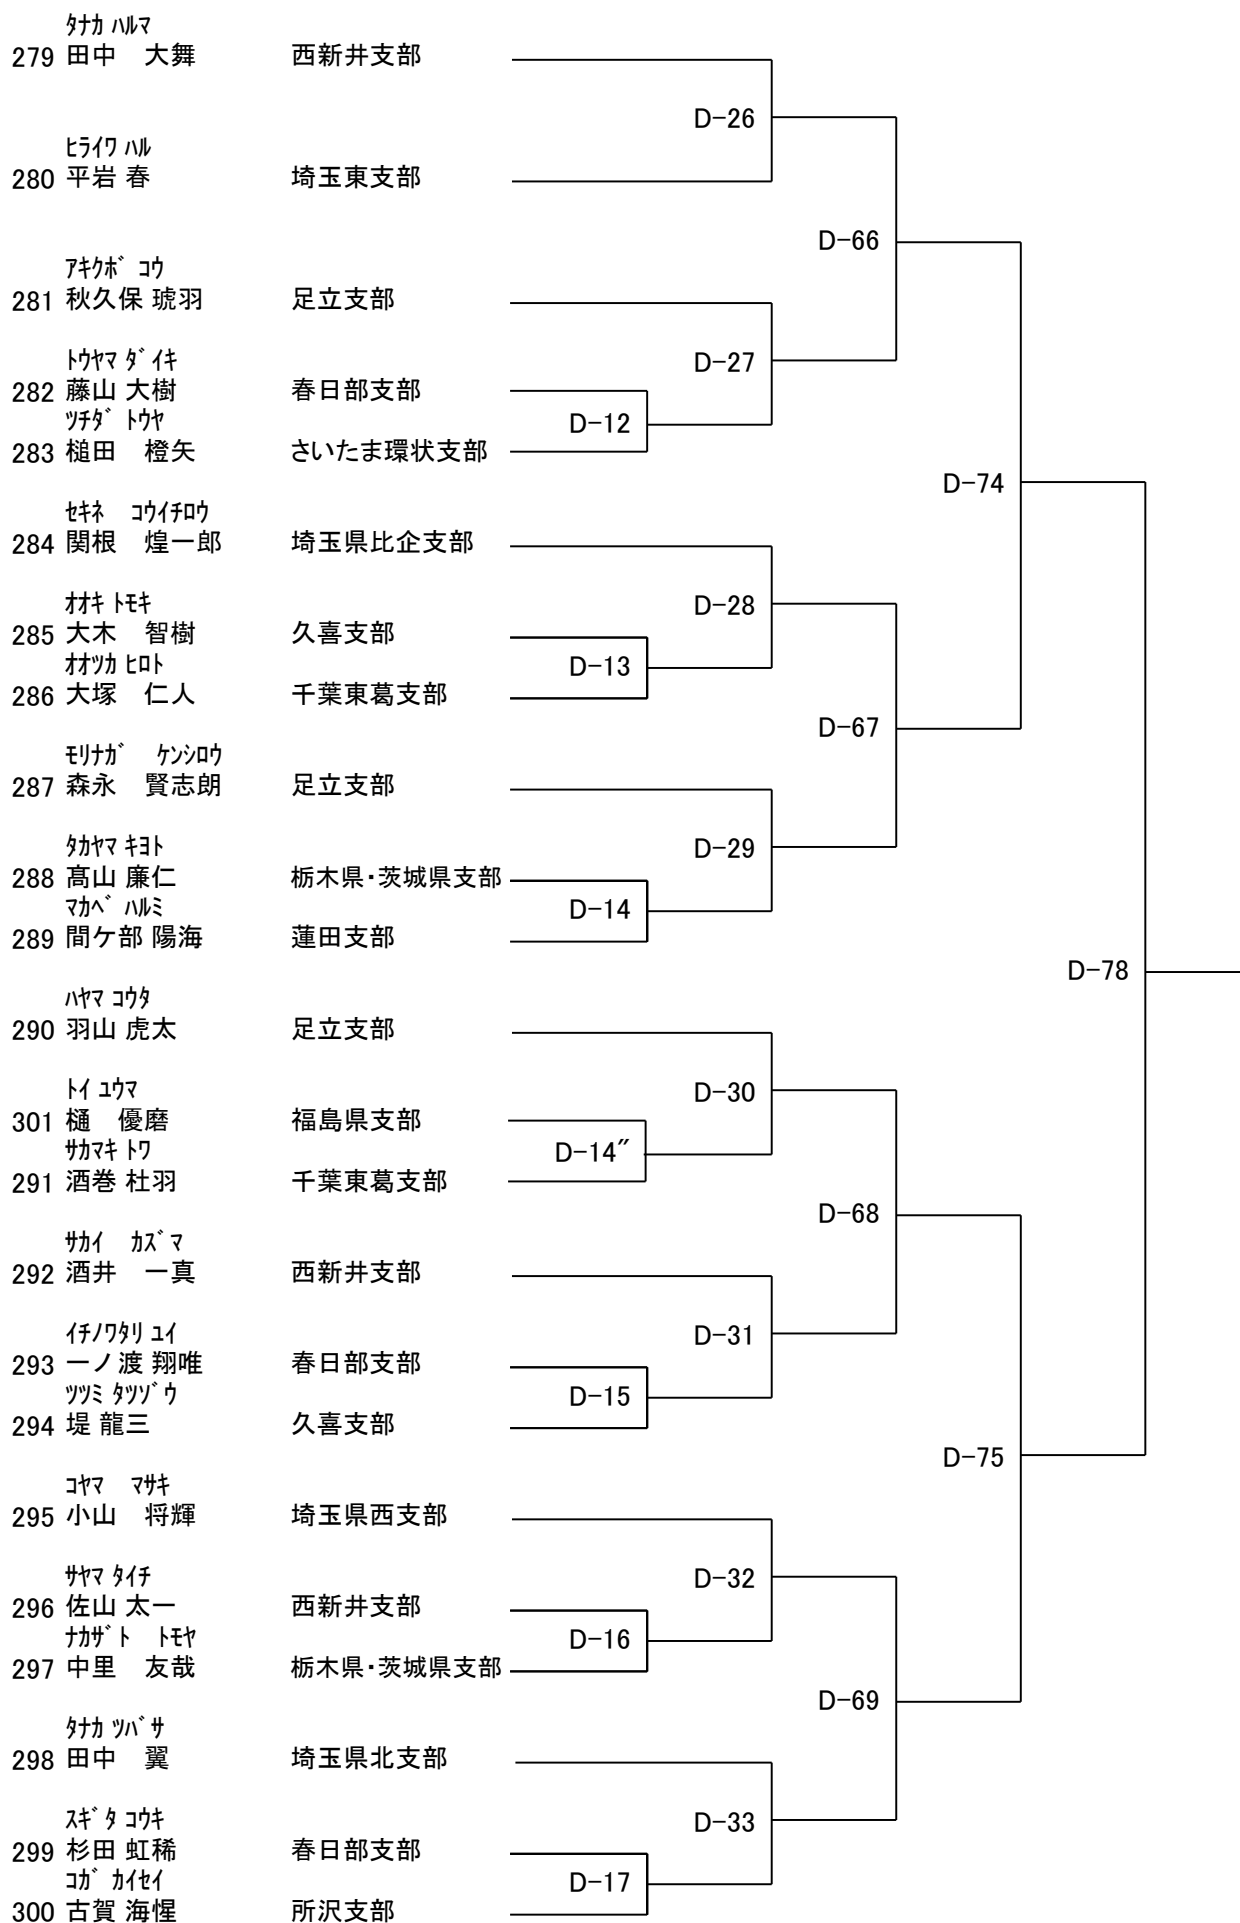 ﾀﾅｶ ﾊﾙﾏ
279 田中　大舞 西新井支部
D-26
ﾋﾗｲﾜ ﾊﾙ
280 平岩 春 埼玉東支部
D-66
ｱｷｸﾎﾞ ｺｳ
281 秋久保 琥羽 足立支部
D-27
ﾄｳﾔﾏ ﾀﾞｲｷ
282 藤山 大樹 春日部支部
ﾂﾁﾀﾞ ﾄｳﾔ
D-12
283 槌田　橙矢 さいたま環状支部
D-74
ｾｷﾈ　ｺｳｲﾁﾛｳ
284 関根　煌一郎 埼玉県比企支部
D-28
ｵｵｷ ﾄﾓｷ
285 大木　智樹 久喜支部
ｵｵﾂｶ ﾋﾛﾄ
D-13
286 大塚　仁人 千葉東葛支部
D-67
ﾓﾘﾅｶﾞ　ｹﾝｼﾛｳ
287 森永　賢志朗 足立支部
D-29
ﾀｶﾔﾏ ｷﾖﾄ
288 髙山 廉仁 栃木県・茨城県支部
ﾏｶﾍﾞ ﾊﾙﾐ
D-14
289 間ケ部 陽海 蓮田支部
D-78
ﾊﾔﾏ ｺｳﾀ
290 羽山 虎太 足立支部
D-30
ﾄｲ ﾕｳﾏ
301 樋　優磨 福島県支部
ｻｶﾏｷ ﾄﾜ
D-14″
291 酒巻 杜羽 千葉東葛支部
D-68
ｻｶｲ　ｶｽﾞﾏ
292 酒井　一真 西新井支部
D-31
ｲﾁﾉﾜﾀﾘ ﾕｲ
293 一ノ渡 翔唯 春日部支部
ﾂﾂﾐ ﾀﾂｿﾞｳ
D-15
294 堤 龍三 久喜支部
D-75
ｺﾔﾏ　ﾏｻｷ
295 小山　将輝 埼玉県西支部
D-32
ｻﾔﾏ ﾀｲﾁ
296 佐山 太一 西新井支部
ﾅｶｻﾞﾄ　ﾄﾓﾔ
D-16
297 中里　友哉 栃木県・茨城県支部
D-69
ﾀﾅｶ ﾂﾊﾞｻ
298 田中　翼 埼玉県北支部
D-33
ｽｷﾞﾀ ｺｳｷ
299 杉田 虹稀 春日部支部
ｺｶﾞ ｶｲｾｲ
D-17
300 古賀 海惺 所沢支部